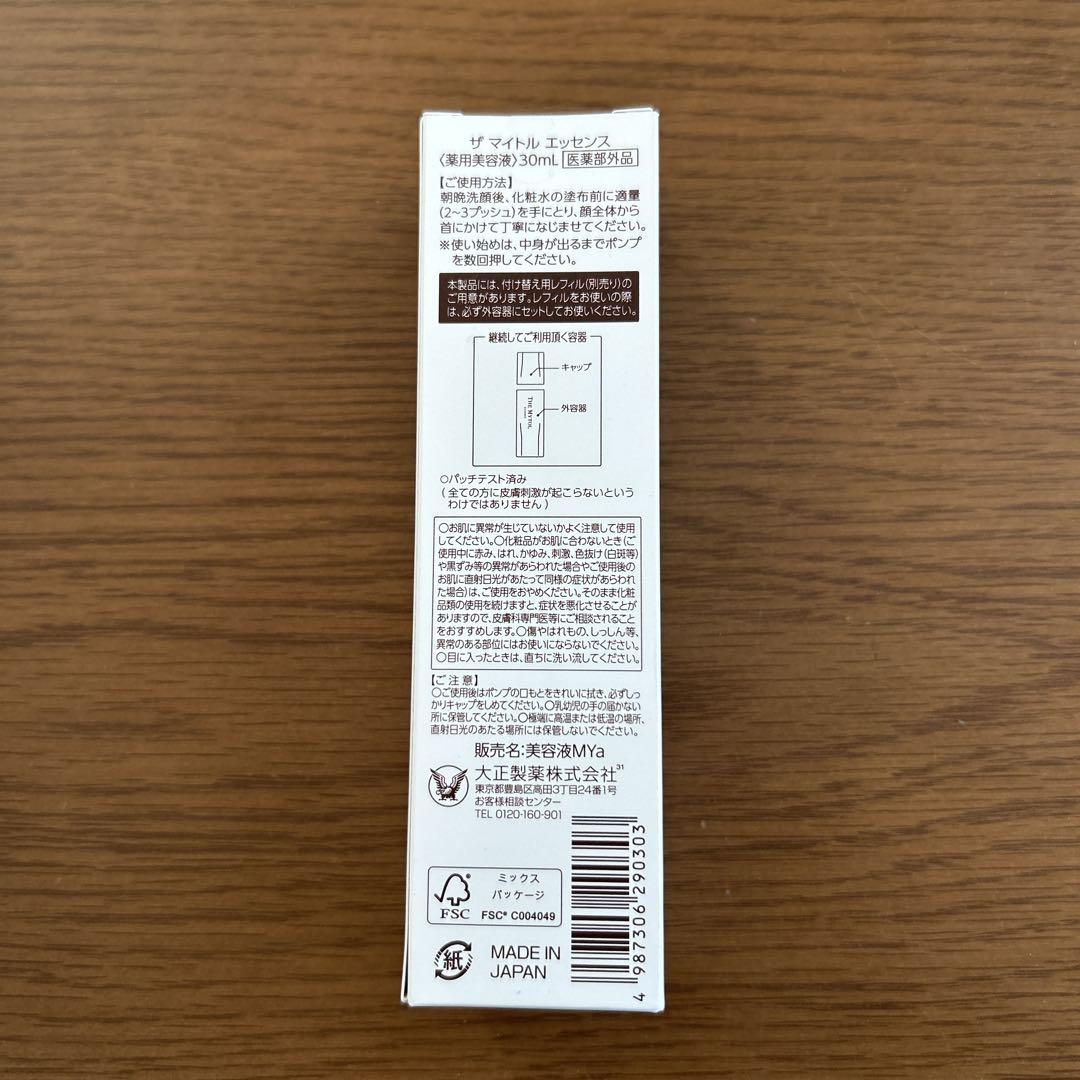 ザ マイトル エッセンス
〈薬用美容液〉30mL 医薬部外品
【ご使用方法】
朝晩洗顔後、化粧水の塗布前に適量
(2~3プッシュ)を手にとり、顔全体から
首にかけて丁寧になじませてください。
※使い始めは、中身が出るまでポンプ
を数回押してください。
本製品には、付け替え用レフィル(別売り)の
ご用意があります。レフィルをお使いの際
は、必ず外容器にセットしてお使いください。
継続してご利用頂く容器
キャップ
THE MYTOL
外容器
○パッチテスト済み
(全ての方に皮膚刺激が起こらないという
わけではありません)
○お肌に異常が生じていないかよく注意して使用
してください。○化粧品がお肌に合わないとき(ご
使用中に赤み、はれ、かゆみ、刺激、色抜け(白斑等)
や黒ずみ等の異常があらわれた場合やご使用後の
お肌に直射日光があたって同様の症状があらわれ
た場合)は、ご使用をおやめください。そのまま化粧
品類の使用を続けますと、症状を悪化させることが
ありますので、皮膚科専門医等にご相談されること
をおすすめします。○傷やはれもの、しっしん等、
異常のある部位にはお使いにならないでください。
○目に入ったときは、直ちに洗い流してください。
【ご注意】
○ご使用後はポンプの口もとをきれいに拭き、必ずしっ
かりキャップをしめてください。○乳幼児の手の届かない
所に保管してください。○極端に高温または低温の場所、
直射日光のあたる場所には保管しないでください。
販売名:美容液MYa
大正製薬株式会社31
東京都豊島区高田3丁目24番1号
お客様相談センター
TEL 0120-160-901
ミックス
パッケージ
FSC
FSC® C004049
紙
MADE IN
JAPAN
4 987306 290303